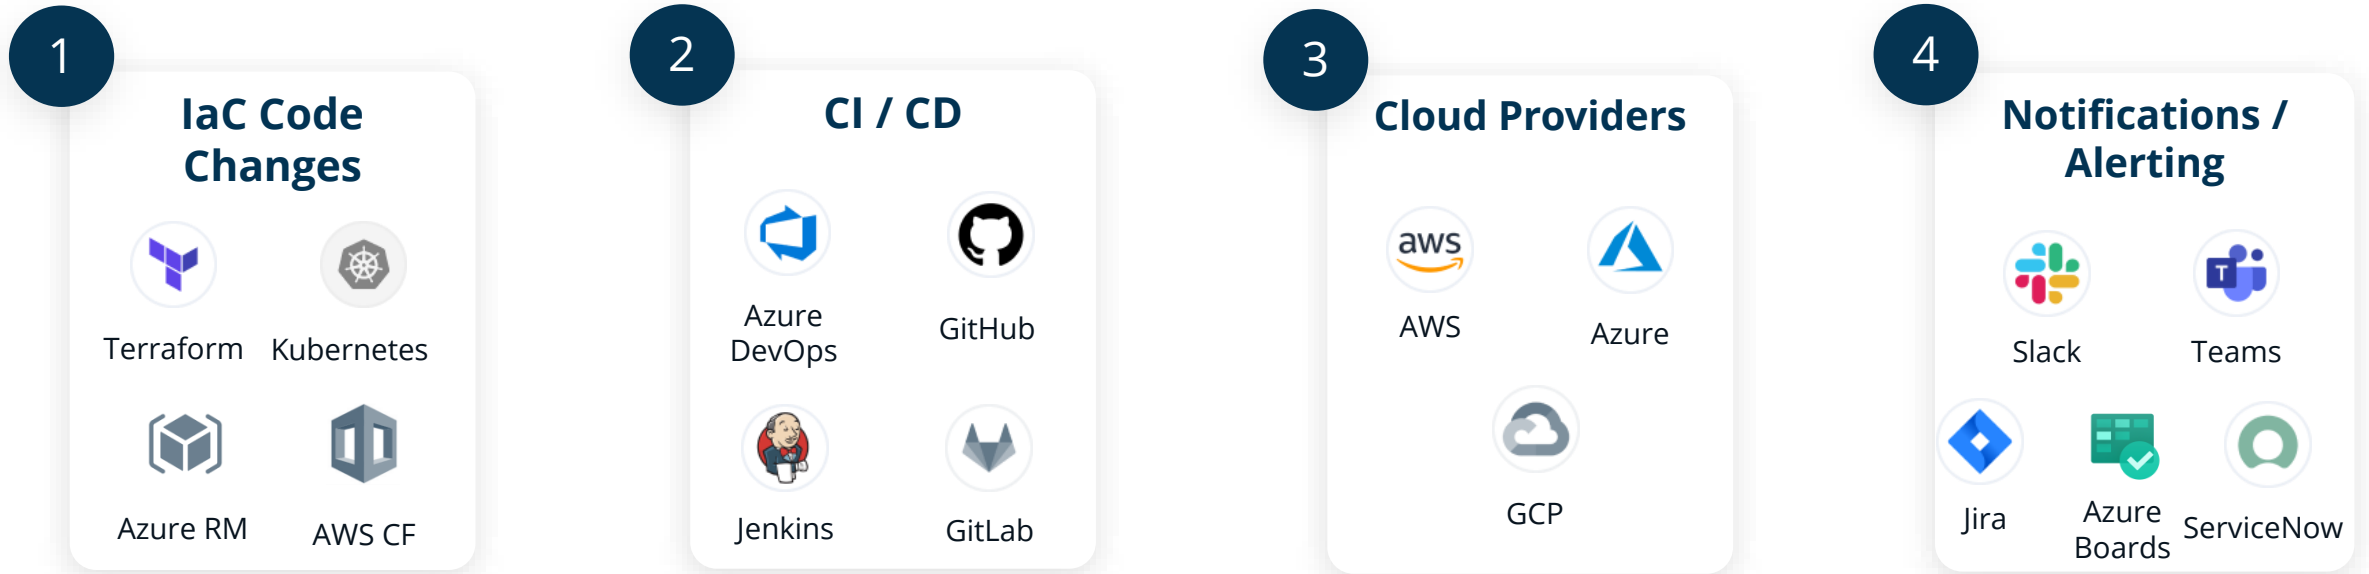 1
IaC Code
Changes
Terraform
Kubernetes
Azure RM
AWS CF
2
CI / CD
Azure
DevOps
GitHub
Jenkins
GitLab
3
Cloud Providers
aws
AWS
Azure
GCP
4
Notifications /
Alerting
Slack
T
Teams
Jira
Azure
Boards
ServiceNow